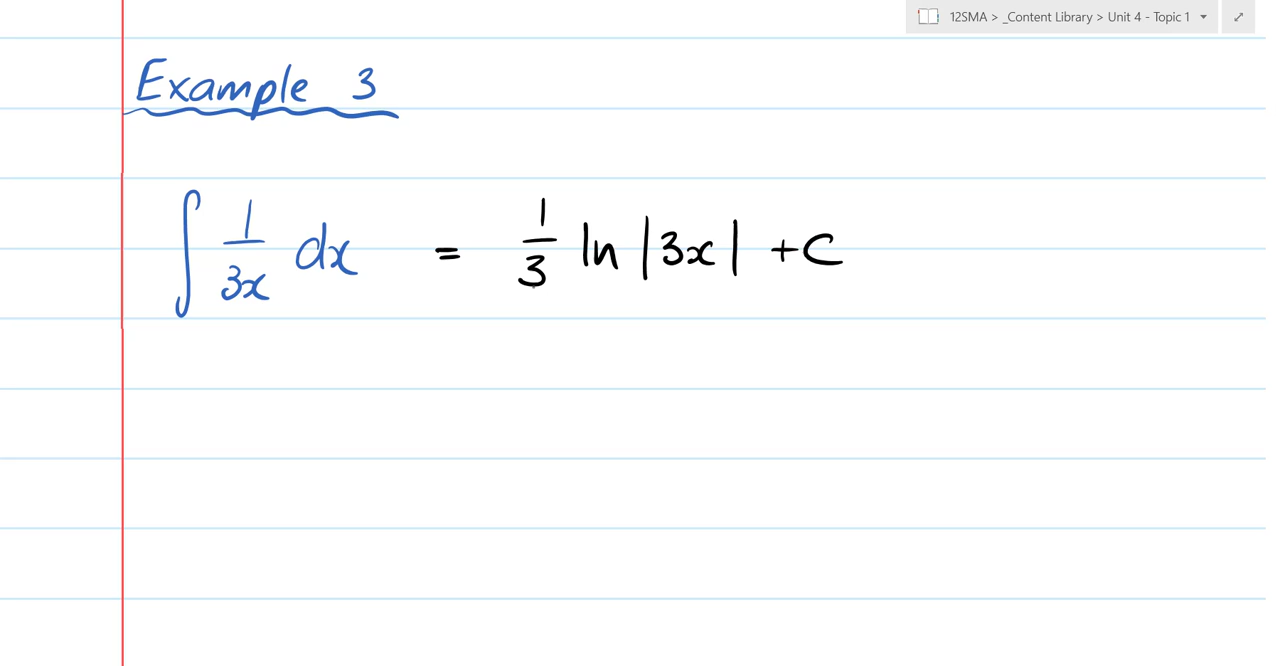 12SMA > _Content Library > Unit 4 - Topic 1
Example 3
∫ 1/3x dx = 1/3 ln |3x| + C